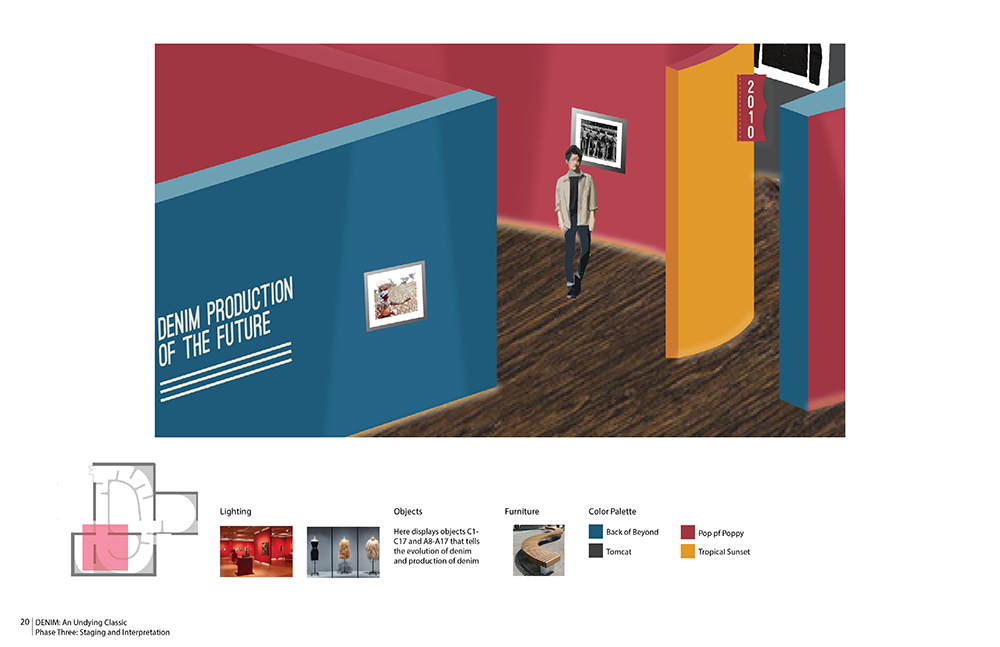 2010
DENIM PRODUCTION
OF THE FUTURE
Lighting
Objects
Here displays objects C1-
C17 and A8-A17 that tells
the evolution of denim
and production of denim
Furniture
Color Palette
Back of Beyond
Pop pf Poppy
Tomcat
Tropical Sunset
20
DENIM: An Undying Classic
Phase Three: Staging and Interpretation